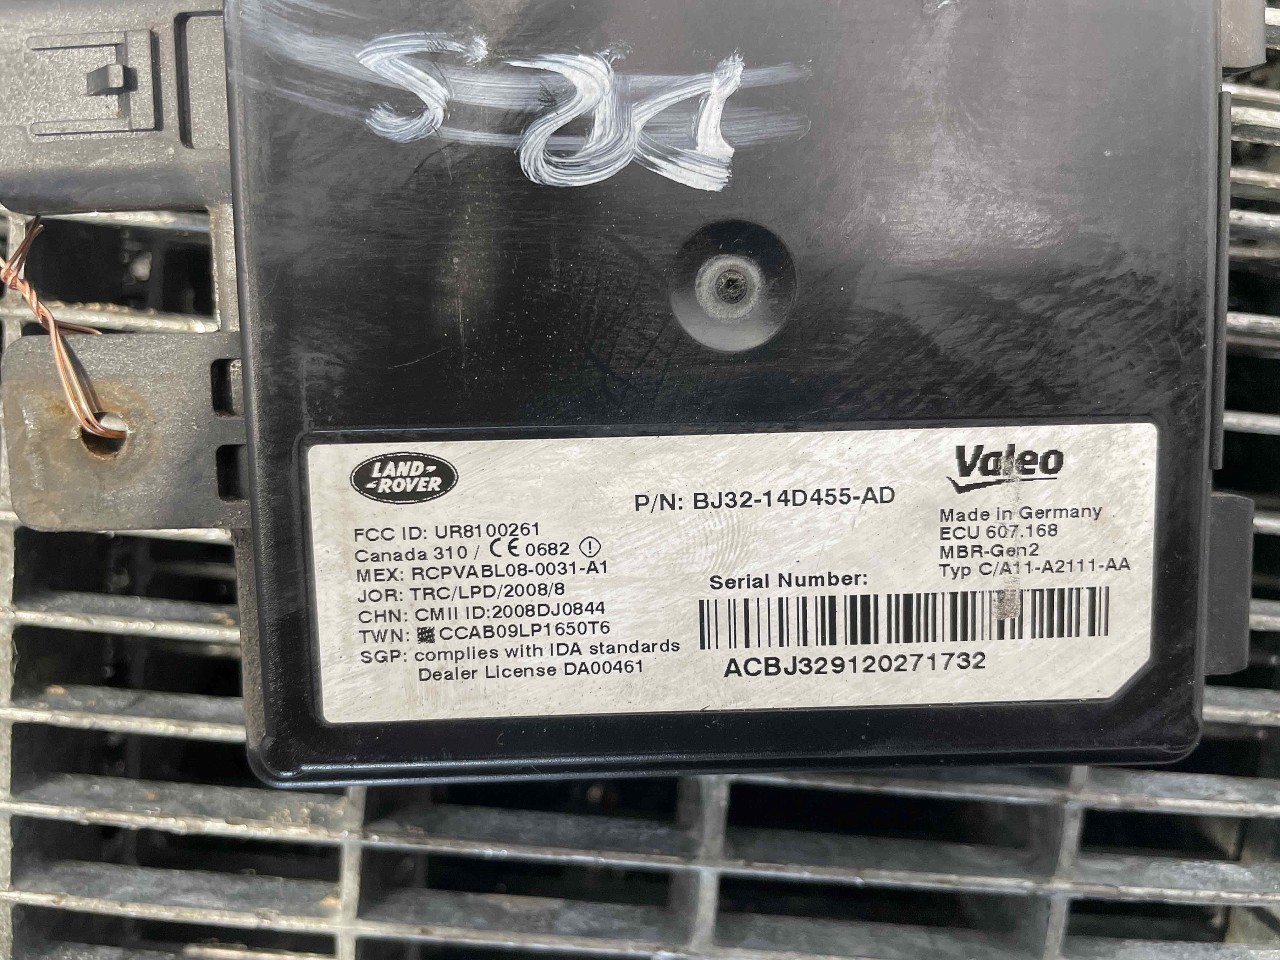 LAND-
-ROVER
FCC ID: UR8100261
Canada 310 / CE 0682
MEX: RCPVABL08-0031-A1
JOR: TRC/LPD/2008/8
CHN: CMII ID:2008DJ0844
TWN: CCAB09LP1650T6
SGP: complies with IDA standards
Dealer License DA00461
P/N: BJ32-14D455-AD
Serial Number:
ACBJ329120271732
Valeo
Made in Germany
ECU 607.168
MBR-Gen2
Typ C/A11-A2111-AA